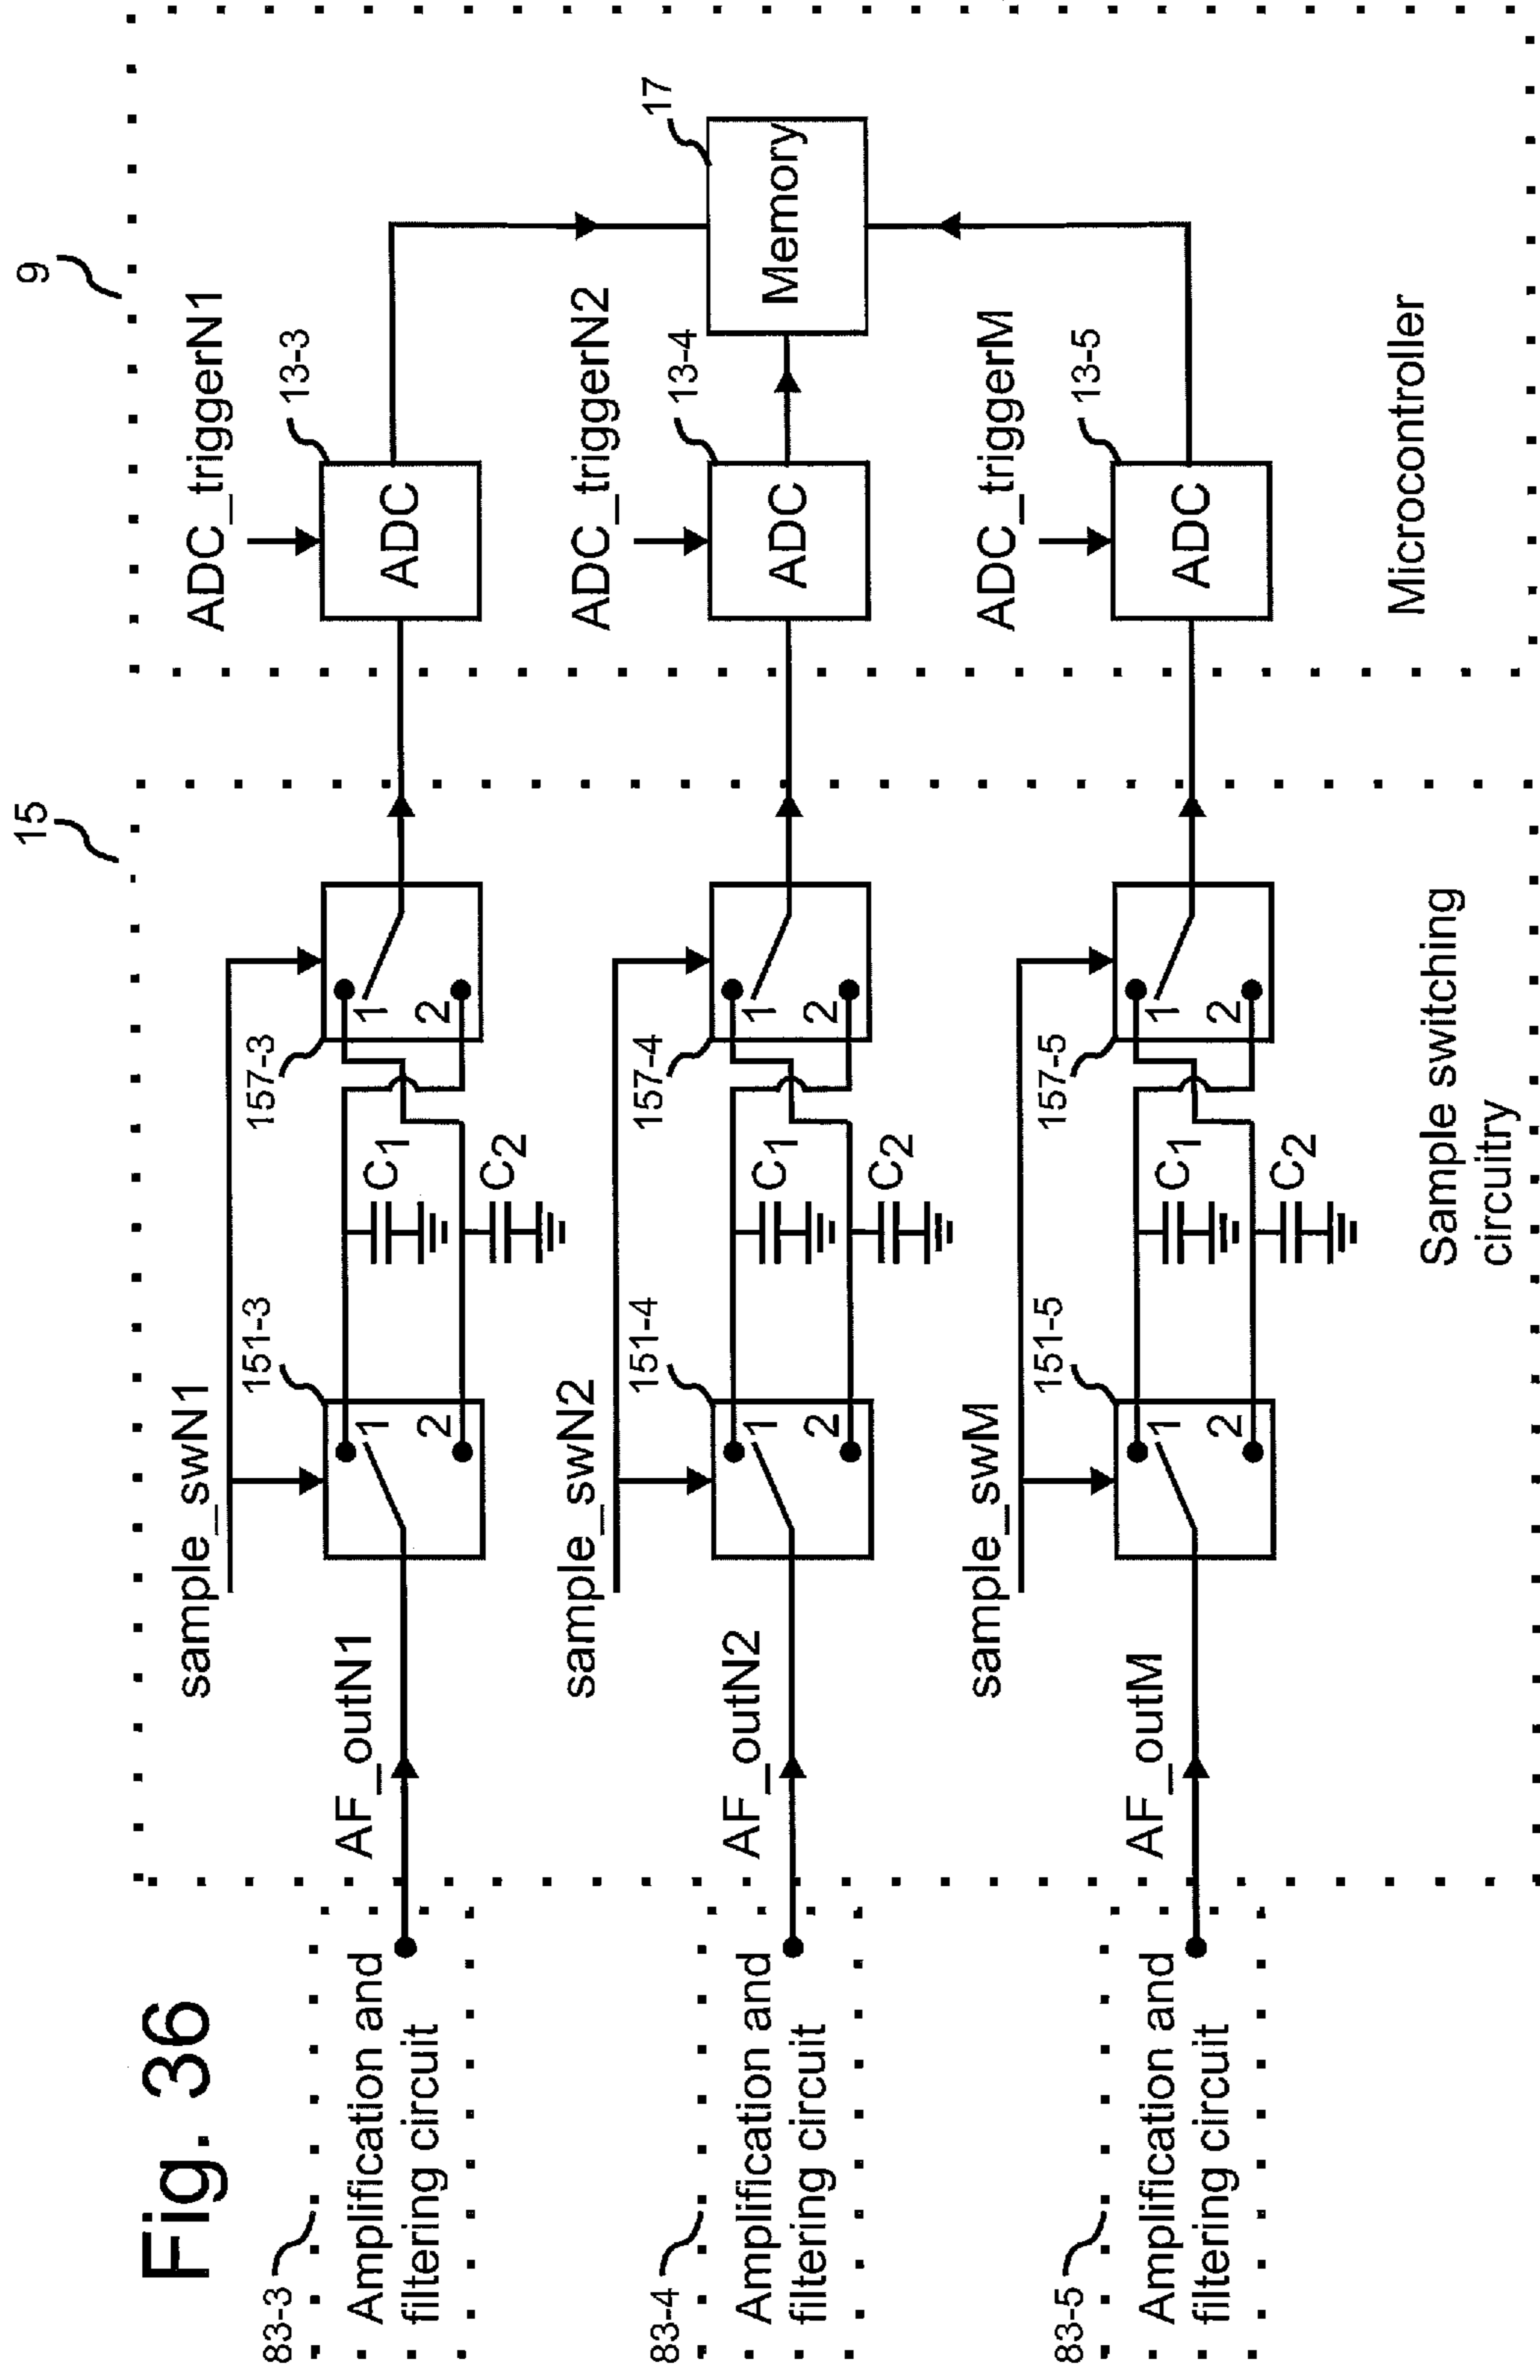 Fig. 36
15
9
sample_swN1
ADC_triggerN1
83-3
Amplification and
filtering circuit
AF_outN1
151-3
1
2
C1
C2
157-3
1
2
13-3
ADC
sample_swN2
ADC_triggerN2
83-4
Amplification and
filtering circuit
AF_outN2
151-4
1
2
C1
C2
157-4
1
2
13-4
ADC
17
Memory
sample_swM
ADC_triggerM
83-5
Amplification and
filtering circuit
AF_outM
151-5
1
2
C1
C2
157-5
1
2
13-5
ADC
Sample switching
circuitry
Microcontroller